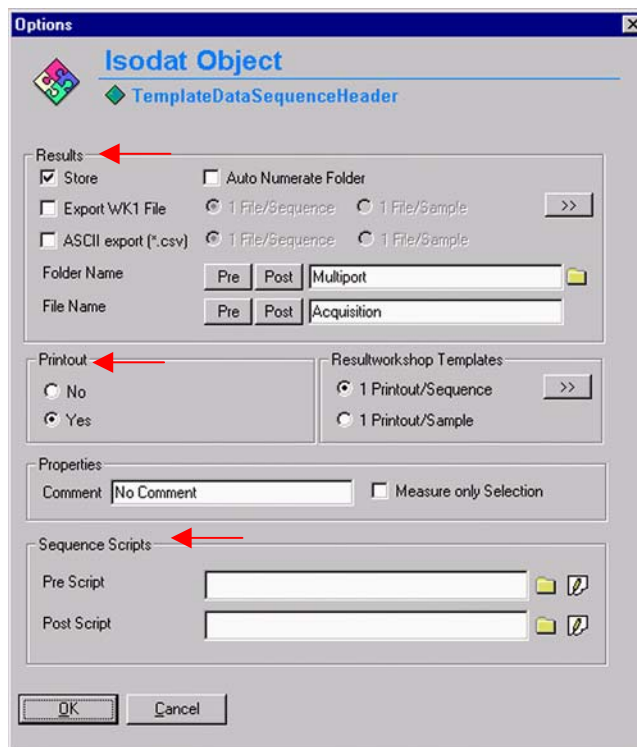 Options
Isodat Object
TemplateDataSequenceHeader
Results
Store
Auto Numerate Folder
Export WK1 File
1 File/Sequence
1 File/Sample
>>
ASCII export (*.csv)
1 File/Sequence
1 File/Sample
Folder Name
Pre
Post
Multiport
File Name
Pre
Post
Acquisition
Printout
No
Yes
Resultworkshop Templates
1 Printout/Sequence
>>
1 Printout/Sample
Properties
Comment
No Comment
Measure only Selection
Sequence Scripts
Pre Script
Post Script
OK
Cancel